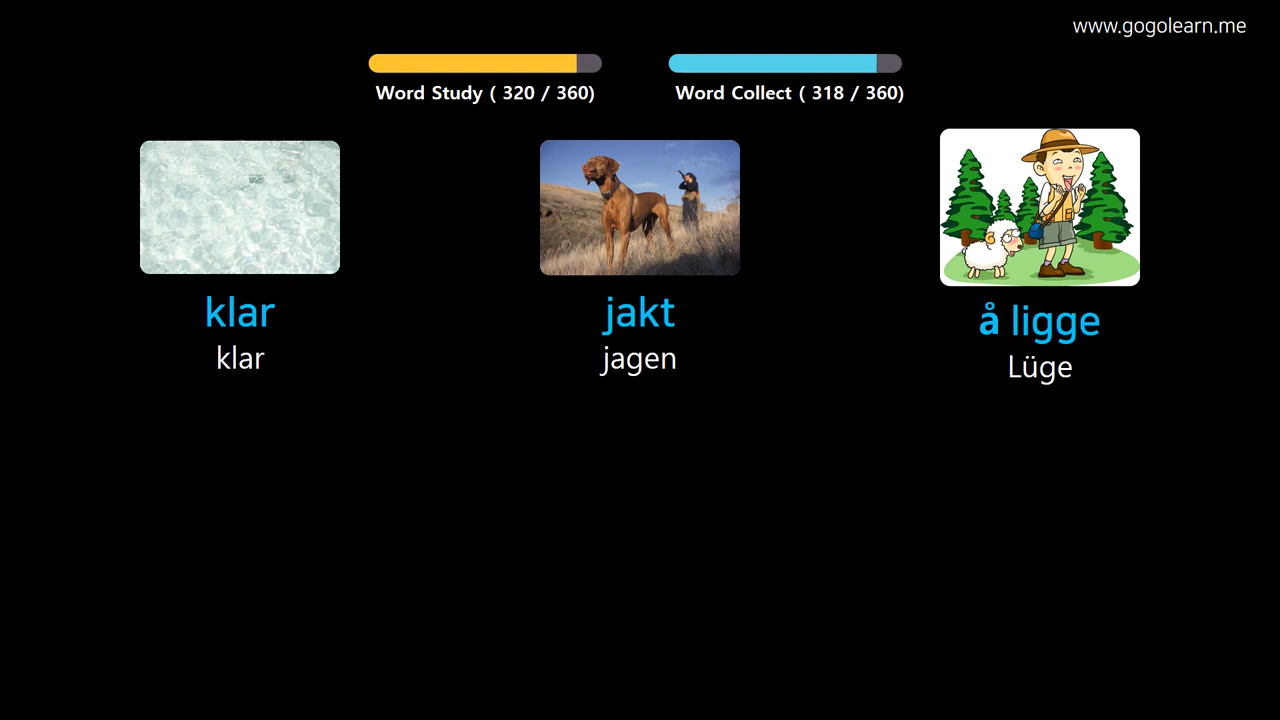 www.gogolearn.me
Word Study ( 320 / 360)
Word Collect ( 318 / 360)
klar
klar
jakt
jagen
å ligge
Lüge